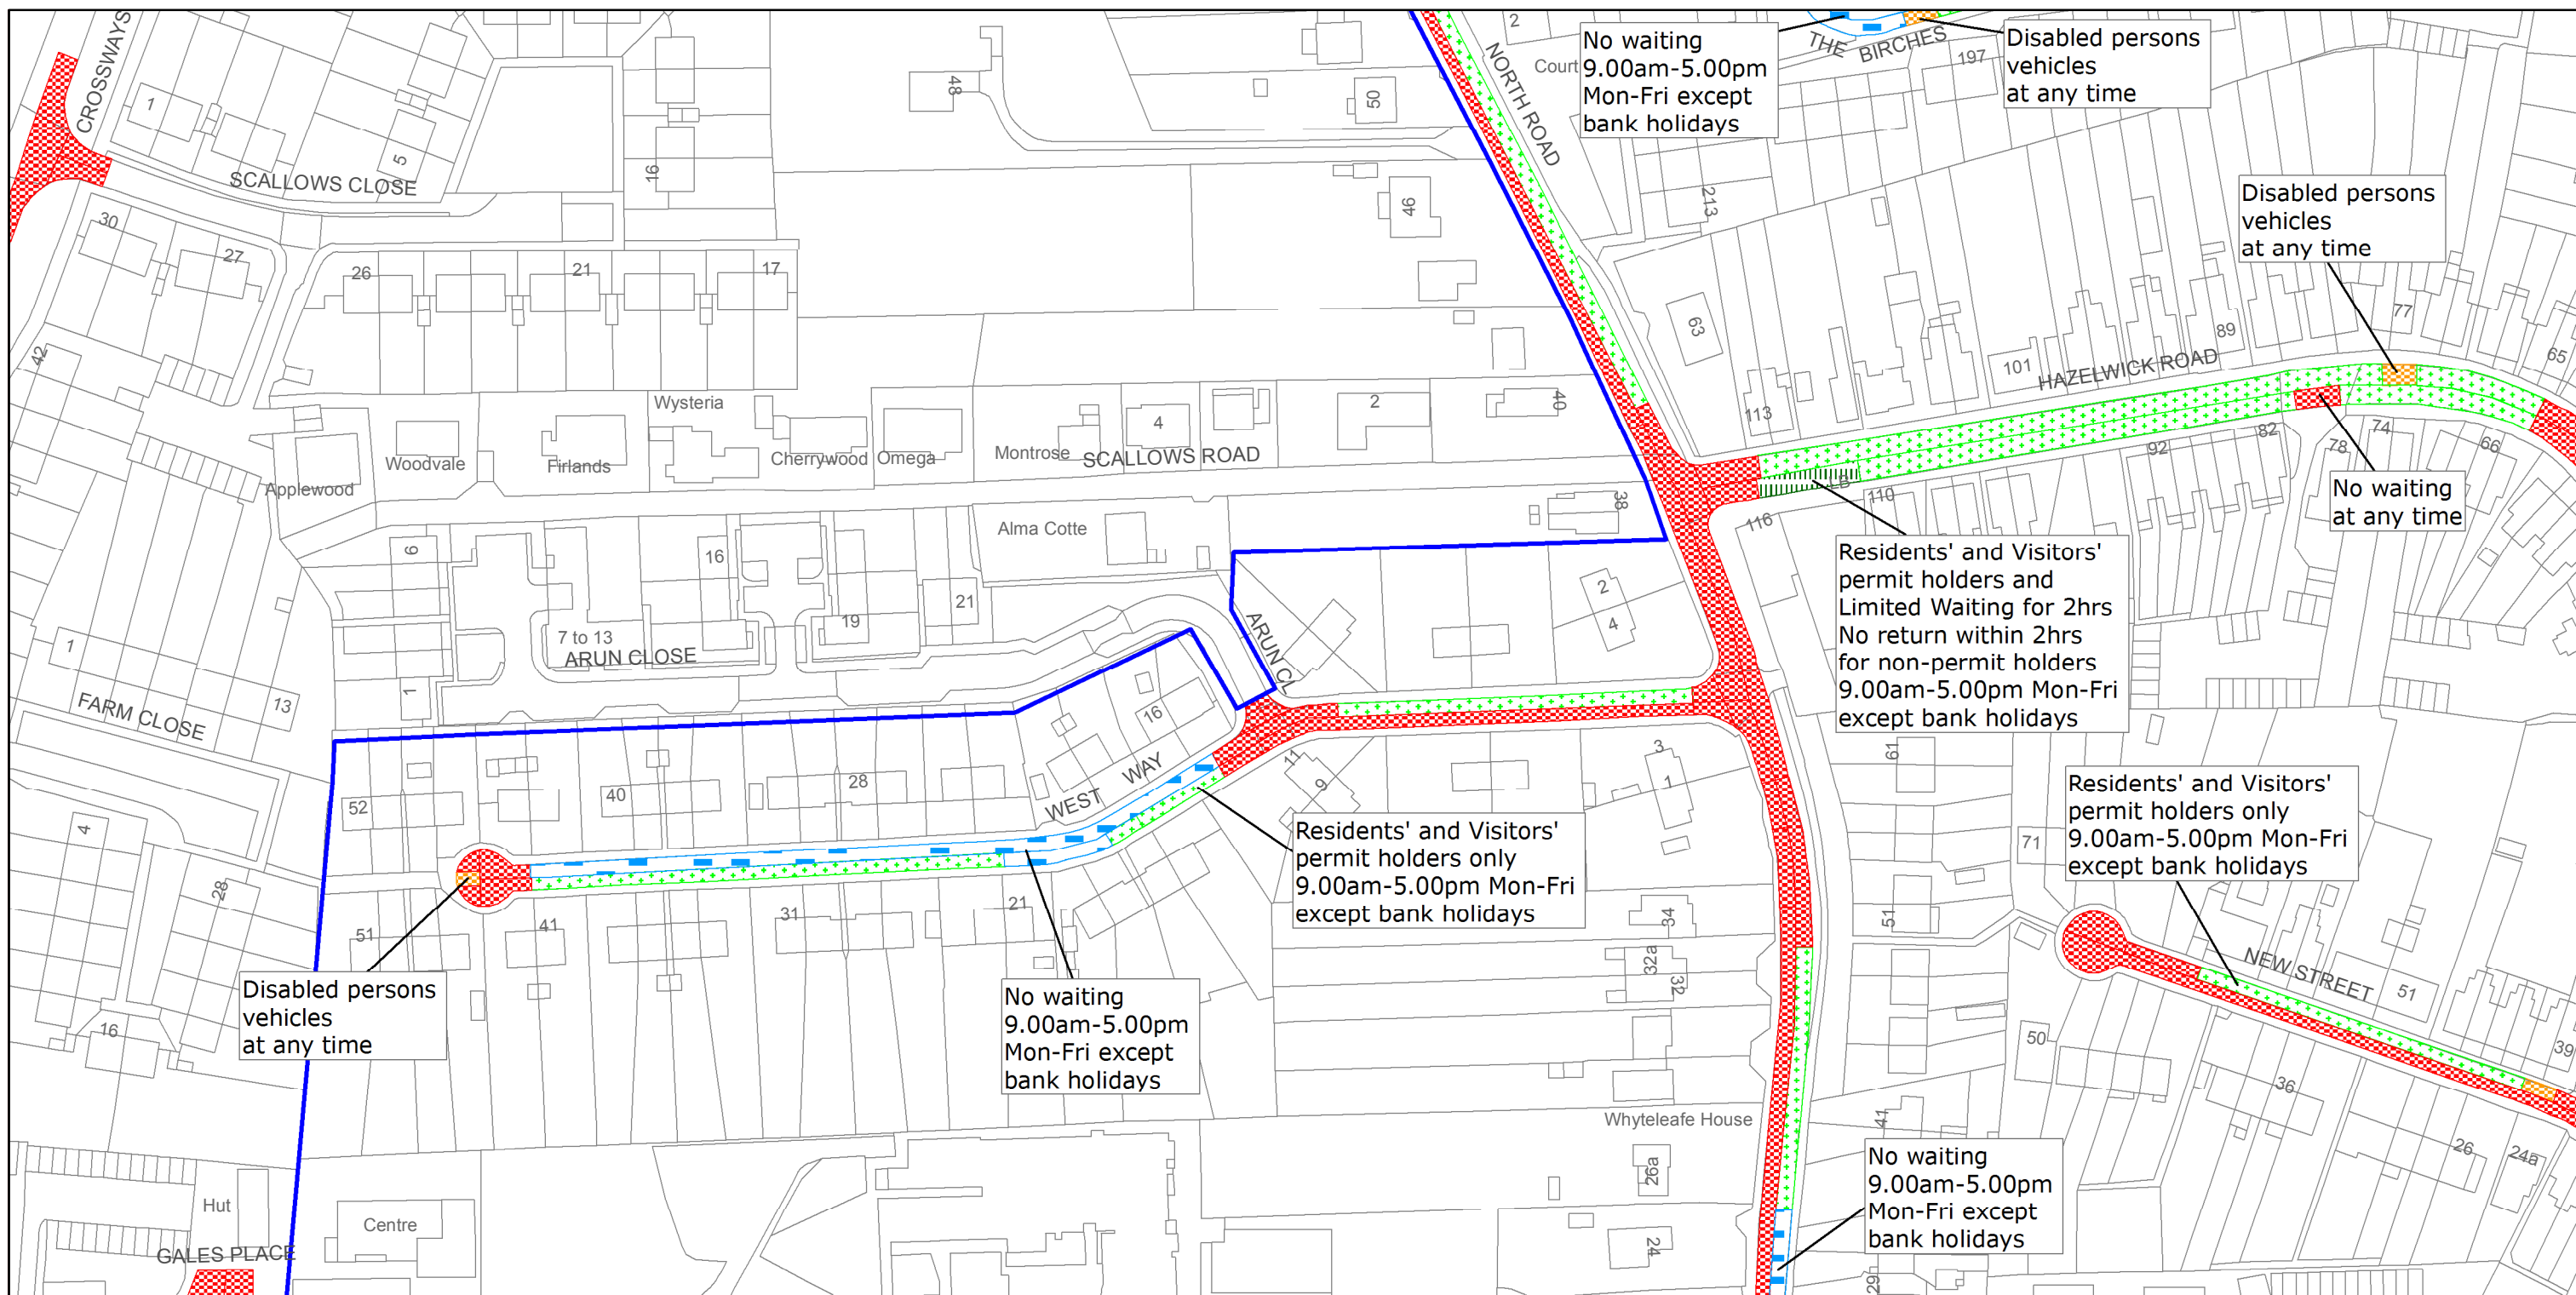 CROSSWAYS
1
5
SCALLOWS CLOSE
16
48
50
46
NORTH ROAD
2
Court
No waiting
9.00am-5.00pm
Mon-Fri except
bank holidays
THE BIRCHES
197
Disabled persons
vehicles
at any time
213
Disabled persons
vehicles
at any time
30
27
26
21
17
42
63
77
65
89
101
HAZELWICK ROAD
113
Wysteria
4
2
40
Woodvale
Firlands
Cherrywood
Omega
Montrose
SCALLOWS ROAD
Applewood
92
82
78
74
66
LB
110
116
38
No waiting
at any time
Alma Cotte
6
16
21
19
7 to 13
ARUN CLOSE
1
ARUN CL
2
4
Residents' and Visitors'
permit holders and
Limited Waiting for 2hrs
No return within 2hrs
for non-permit holders
9.00am-5.00pm Mon-Fri
except bank holidays
1
13
FARM CLOSE
16
WEST WAY
11
9
3
1
61
52
40
28
4
28
71
Residents' and Visitors'
permit holders only
9.00am-5.00pm Mon-Fri
except bank holidays
Residents' and Visitors'
permit holders only
9.00am-5.00pm Mon-Fri
except bank holidays
51
41
31
21
34
32a
32
51
NEW STREET
51
39
Disabled persons
vehicles
at any time
No waiting
9.00am-5.00pm
Mon-Fri except
bank holidays
16
50
36
26
24a
Whyteleafe House
41
26a
24
No waiting
9.00am-5.00pm
Mon-Fri except
bank holidays
29
Hut
Centre
GALES PLACE